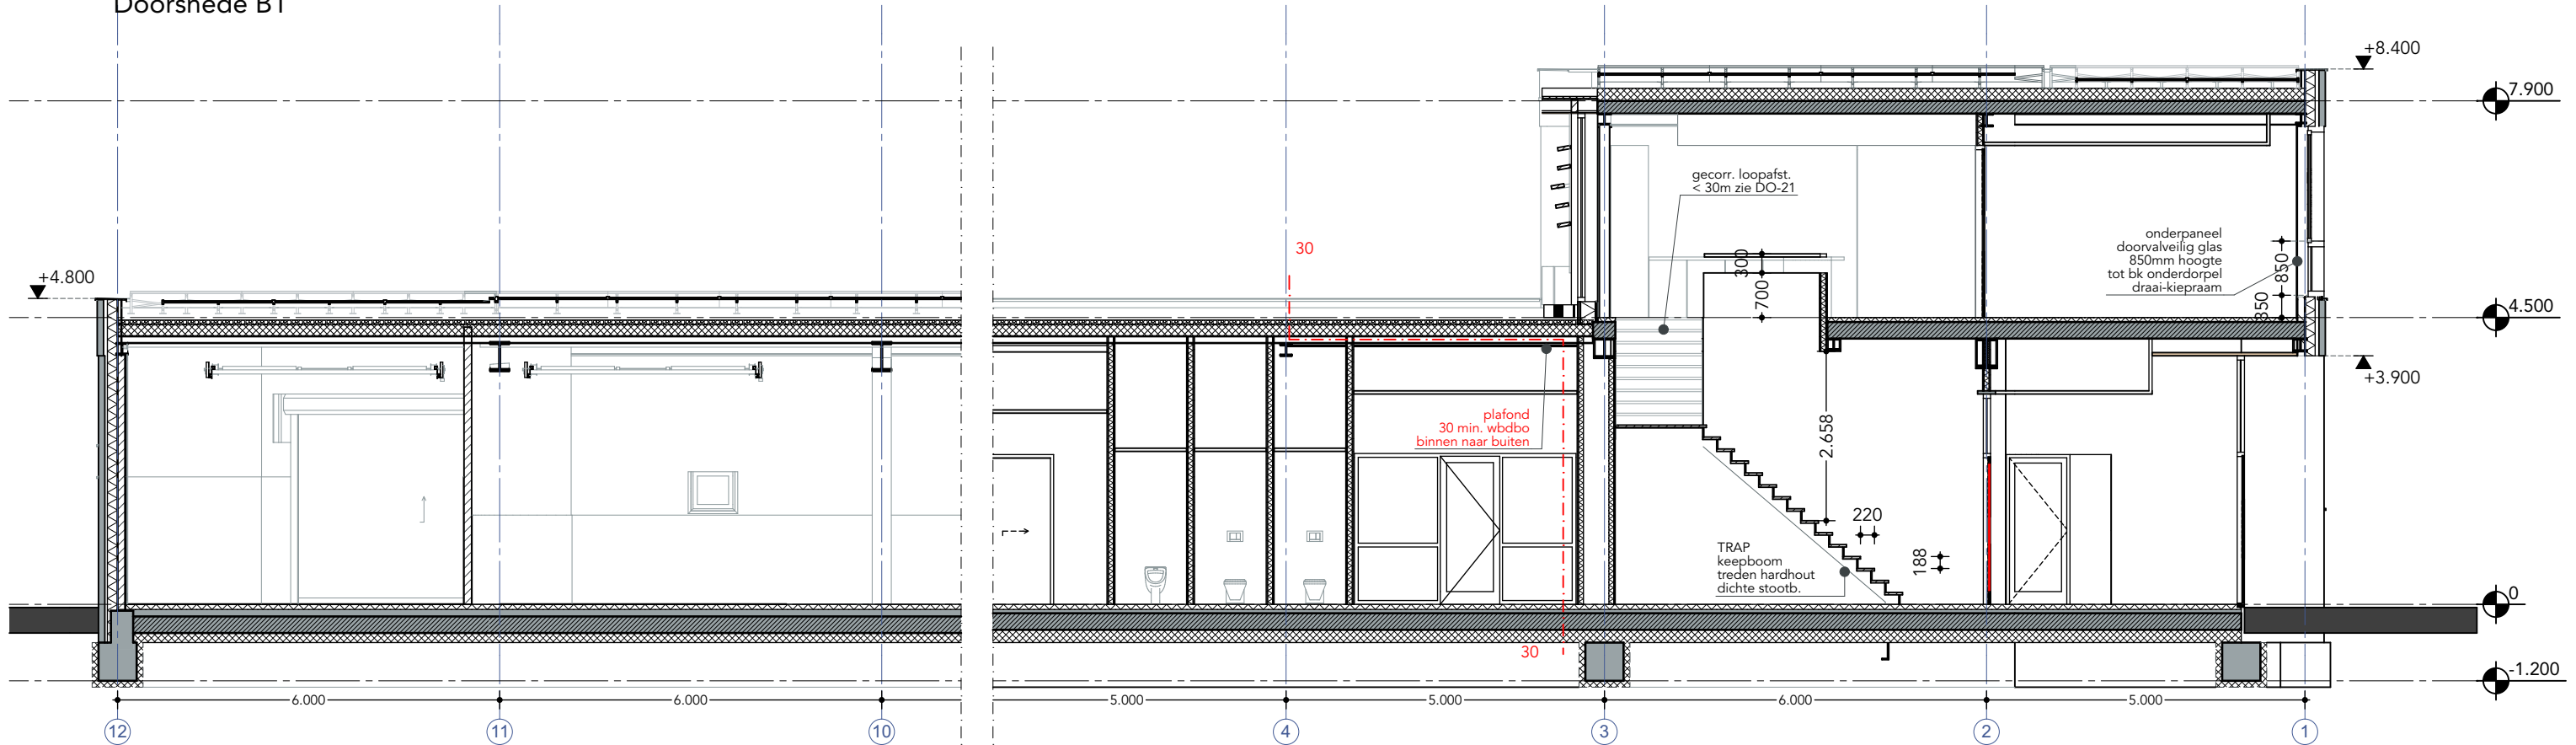 Doorsnede B1
+8.400
7.900
gecorr. loopafst.
< 30m zie DO-21
onderpaneel
doorvalveilig glas
850mm hoogte
tot bk onderdorpel
draai-kiepraam
850
350
300
700
30
+4.800
4.500
+3.900
plafond
30 min. wbdbo
binnen naar buiten
2.658
220
188
TRAP
keepboom
treden hardhout
dichte stootb.
0
30
-1.200
6.000
6.000
5.000
5.000
6.000
5.000
12
11
10
4
3
2
1